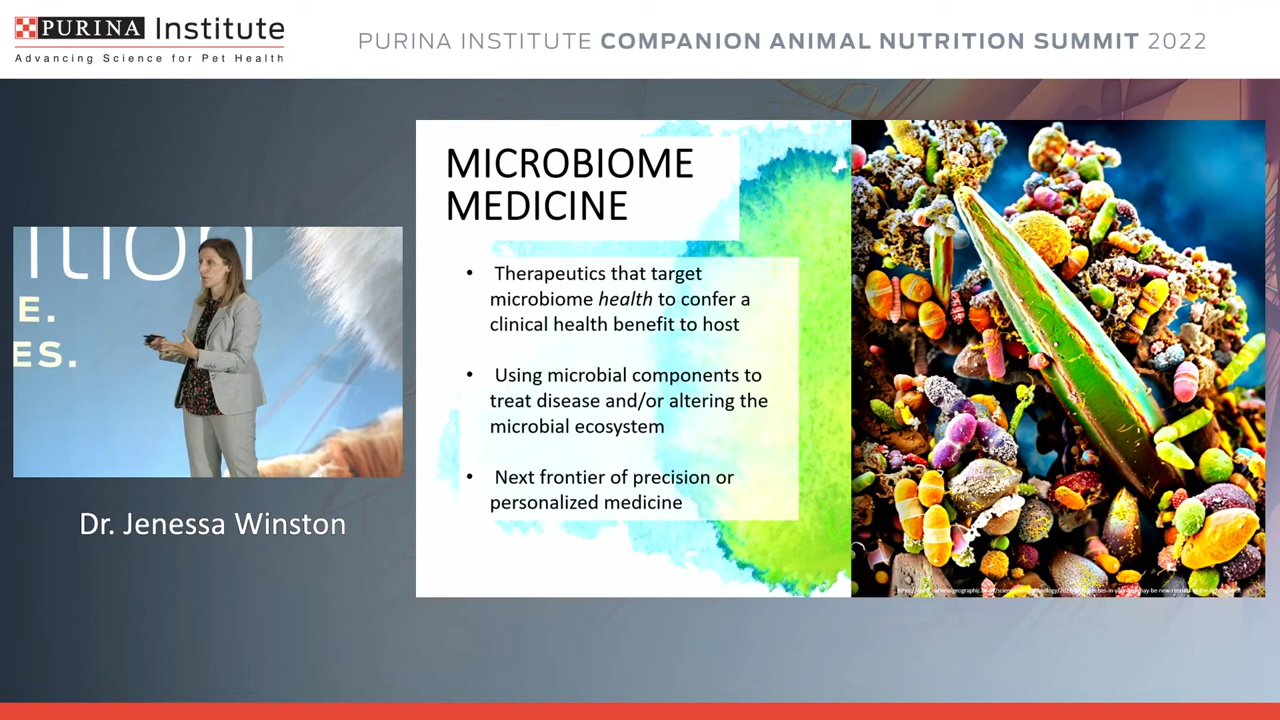 PURINA Institute
Advancing Science for Pet Health
PURINA INSTITUTE COMPANION ANIMAL NUTRITION SUMMIT 2022
ition
E.
ES.
Dr. Jenessa Winston
MICROBIOME
MEDICINE
• Therapeutics that target
microbiome health to confer a
clinical health benefit to host
• Using microbial components to
treat disease and/or altering the
microbial ecosystem
• Next frontier of precision or
personalized medicine